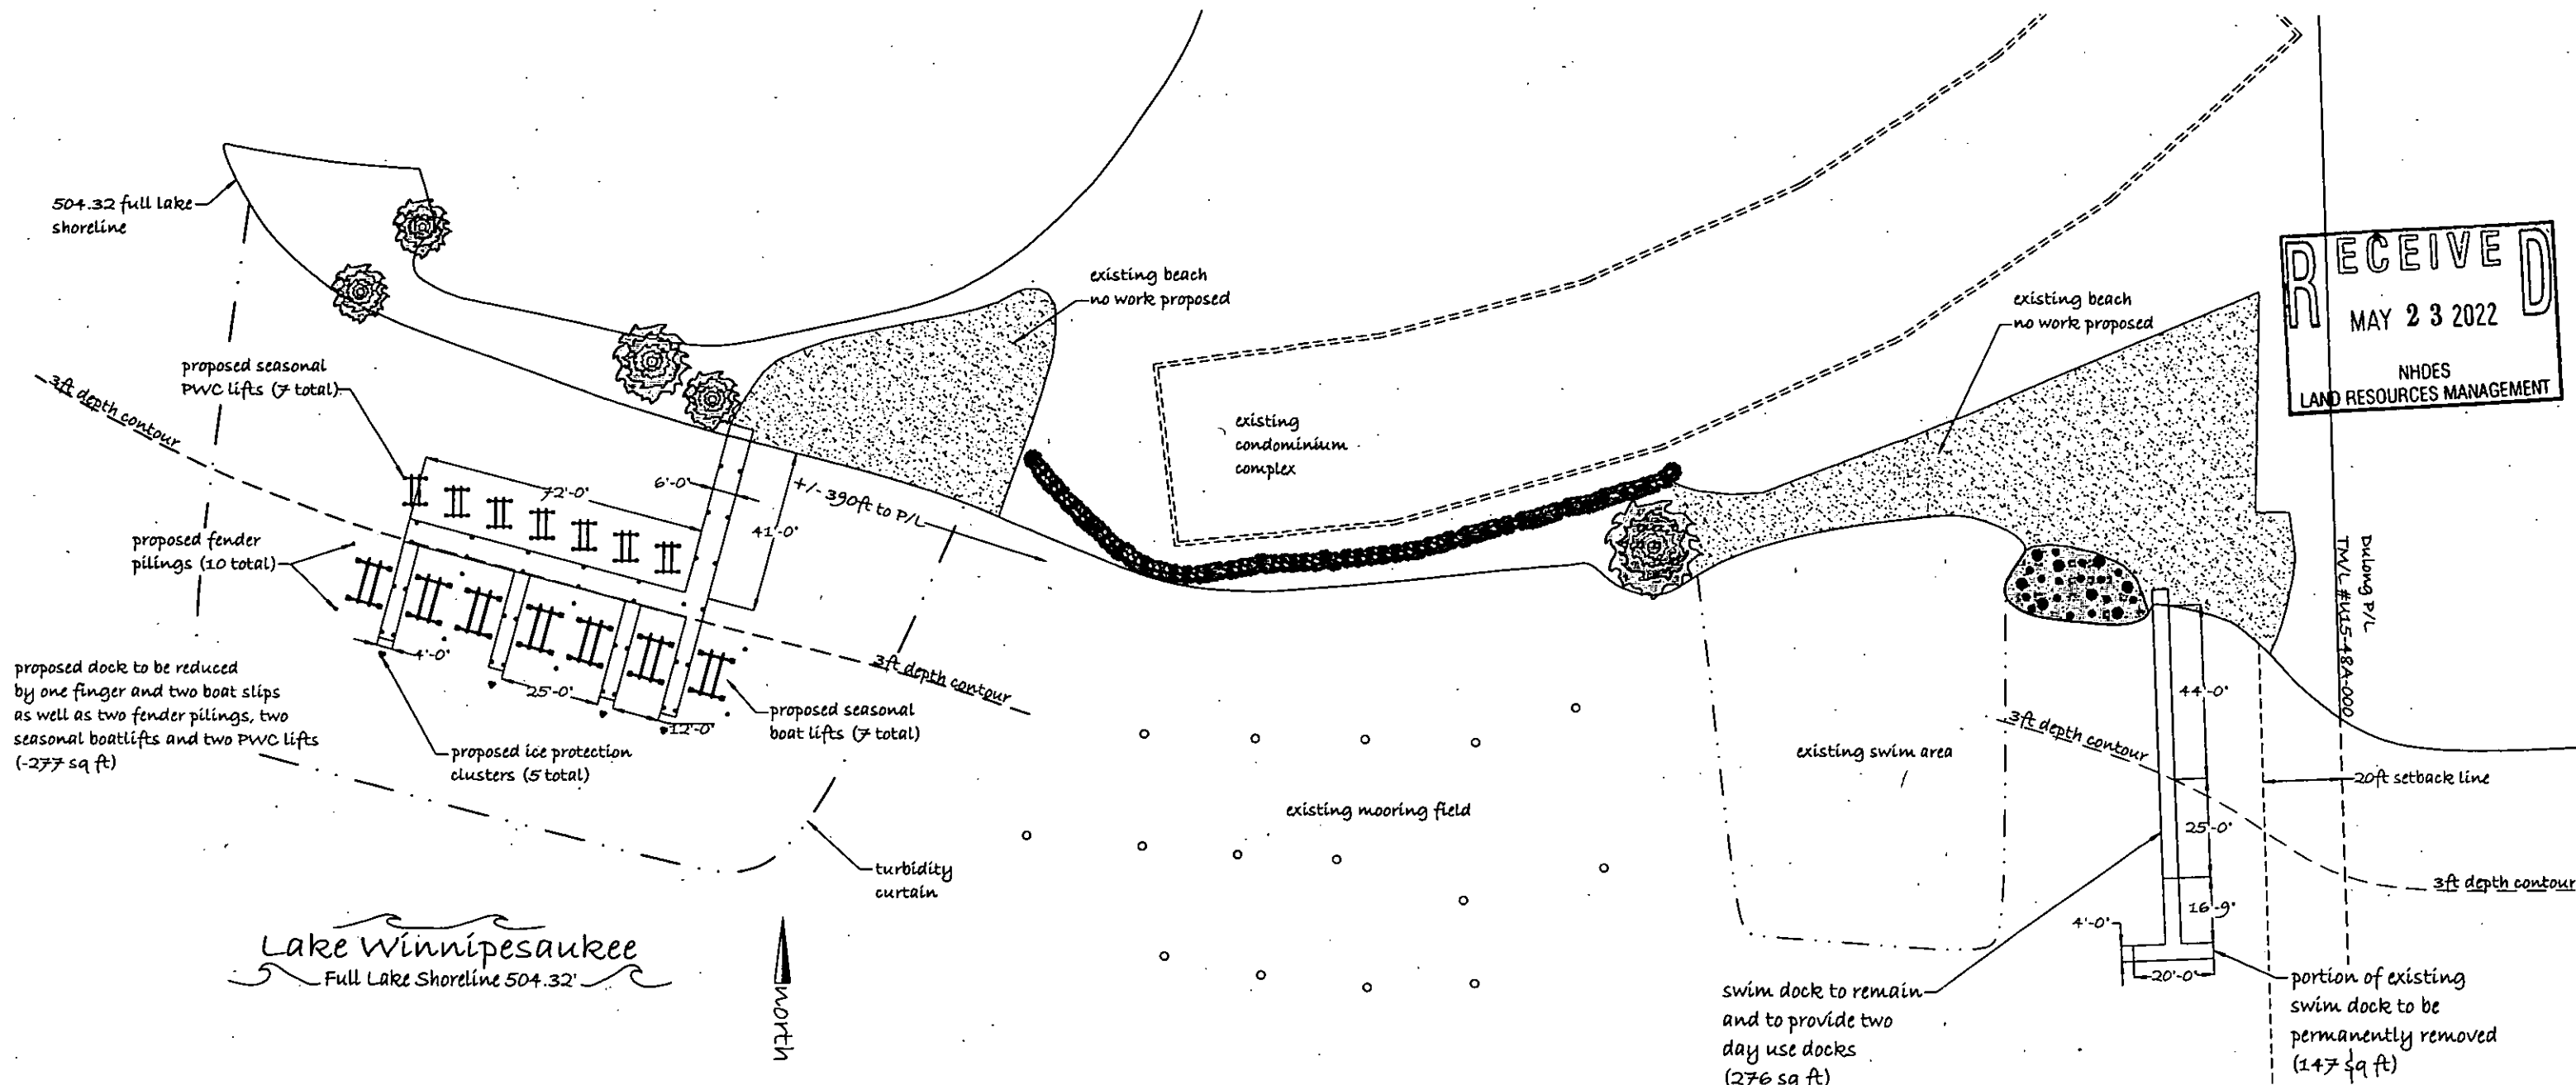 504.32 full lake
shoreline
existing beach
no work proposed
existing beach
no work proposed
RECEIVED
MAY 23 2022
NHDES
LAND RESOURCES MANAGEMENT
proposed seasonal
PWC lifts (7 total)
3ft depth contour
existing
condominium
complex
72'-0"
6'-0"
+/-390ft to P/L
41'-0"
proposed fender
pilings (10 total)
Dulong P/L
TMVL #U15-48A-000
4'-0"
25'-0"
12'-0"
3ft depth contour
proposed dock to be reduced
by one finger and two boat slips
as well as two fender pilings, two
seasonal boatlifts and two PWC lifts
(-277 sq ft)
proposed ice protection
clusters (5 total)
proposed seasonal
boat lifts (7 total)
44'-0"
3ft depth contour
existing swim area
20ft setback line
existing mooring field
25'-0"
turbidity
curtain
3ft depth contour
16'-9"
4'-0"
20'-0"
Lake Winnipesaukee
Full Lake Shoreline 504.32'
north
swim dock to remain
and to provide two
day use docks
(276 sq ft)
portion of existing
swim dock to be
permanently removed
(147 sq ft)